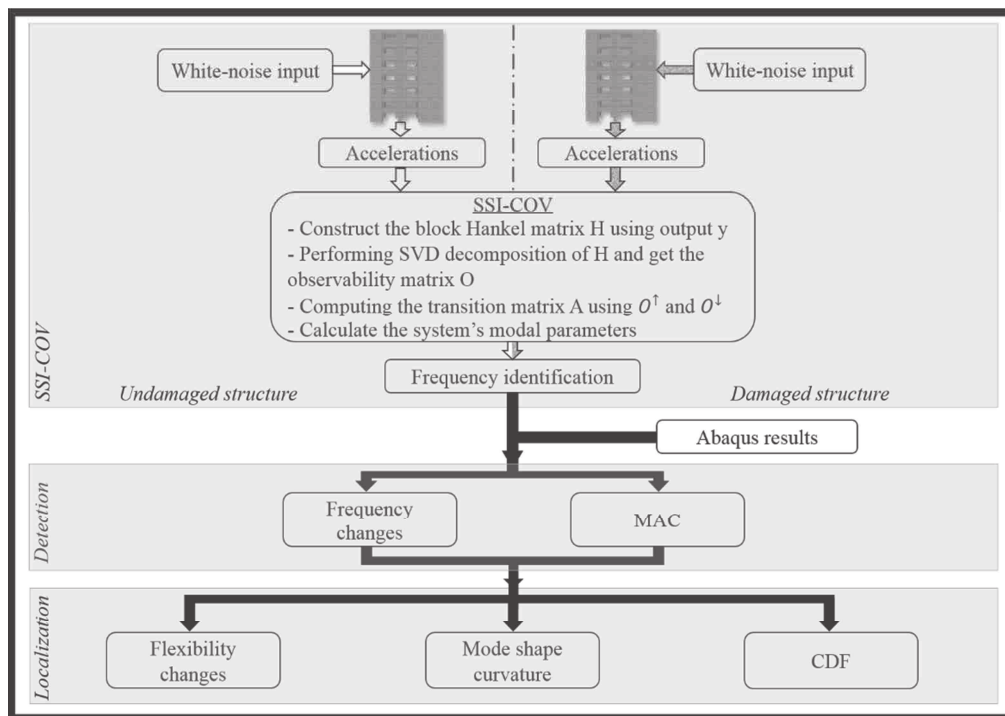 White-noise input
White-noise input
Accelerations
Accelerations
SSI-COV
- Construct the block Hankel matrix H using output y
- Performing SVD decomposition of H and get the
observability matrix O
- Computing the transition matrix A using O↑ and O↓
- Calculate the system's modal parameters
SSI-COV
Undamaged structure
Frequency identification
Damaged structure
Abaqus results
Detection
Frequency
changes
MAC
Localization
Flexibility
changes
Mode shape
curvature
CDF